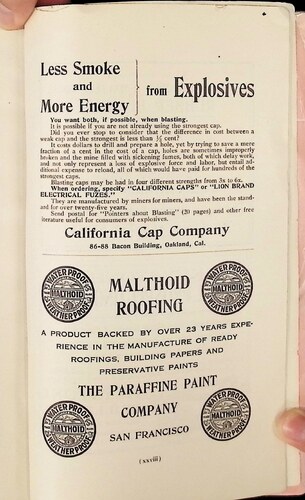 Less Smoke
and
More Energy
from Explosives
You want both, if possible, when blasting.
It is possible if you are not already using the strongest cap.
Did you ever stop to consider that the difference in cost between a
weak cap and the strongest is less than ½ cent?
It costs dollars to drill and prepare a hole, yet by trying to save a mere
fraction of a cent in the cost of a cap, holes are sometimes improperly
broken and the mine filled with sickening fumes, both of which delay work,
and not only represent a loss of explosive force and labor, but entail ad-
ditional expense to reload, all of which would have paid for hundreds of the
strongest caps.
Blasting caps may be had in four different strengths from 3x to 6x.
When ordering, specify "CALIFORNIA CAPS" or "LION BRAND
ELECTRICAL FUZES."
They are manufactured by miners for miners, and have been the stand-
ard for over twenty-five years.
Send postal for "Pointers about Blasting" (20 pages) and other free
literature useful for consumers of explosives.
California Cap Company
86-88 Bacon Building, Oakland, Cal.
WATER PROOF
MALTHOID
WEATHER PROOF
MALTHOID
ROOFING
WATER PROOF
MALTHOID
WEATHER PROOF
A PRODUCT BACKED BY OVER 23 YEARS EXPE-
RIENCE IN THE MANUFACTURE OF READY
ROOFINGS, BUILDING PAPERS AND
PRESERVATIVE PAINTS
THE PARAFFINE PAINT
COMPANY
SAN FRANCISCO
WATER PROOF
MALTHOID
WEATHER PROOF
WATER PROOF
MALTHOID
WEATHER PROOF
(xxviii)